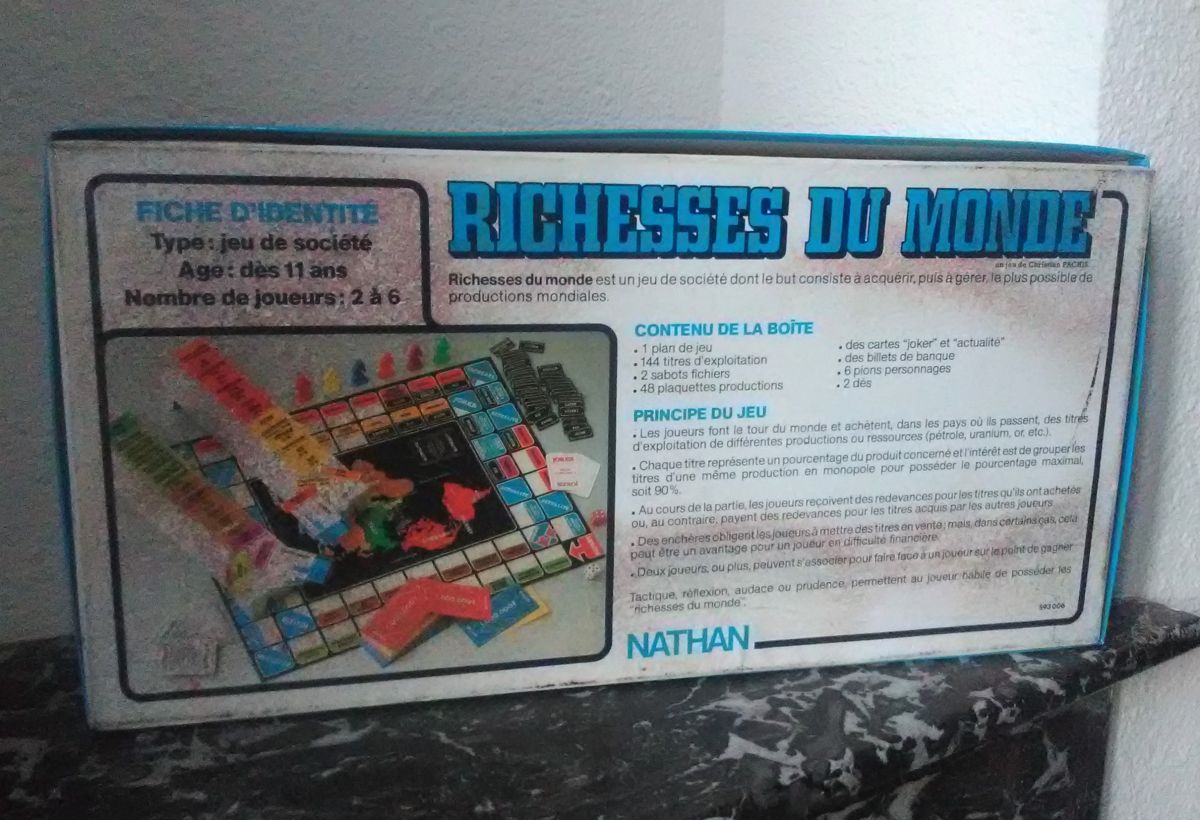 FICHE D'IDENTITÉ
Type : jeu de société
Age : dès 11 ans
Nombre de joueurs : 2 à 6
RICHESSES DU MONDE
un jeu de Christian
Richesses du monde est un jeu de société dont le but consiste à acquérir, puis à gérer, le plus possible de
productions mondiales.
CONTENU DE LA BOÎTE
• 1 plan de jeu
• 144 titres d'exploitation
• 2 sabots fichiers
• 48 plaquettes productions
• des cartes "joker" et "actualité"
• des billets de banque
• 6 pions personnages
• 2 dés
PRINCIPE DU JEU
• Les joueurs font le tour du monde et achètent, dans les pays où ils passent, des titres
d'exploitation de différentes productions ou ressources (pétrole, uranium, or, etc.).
• Chaque titre représente un pourcentage du produit concerné et l'intérêt est de grouper les
titres d'une même production en monopole pour posséder le pourcentage maximal,
soit 90%.
• Au cours de la partie, les joueurs reçoivent des redevances pour les titres qu'ils ont achetés
ou, au contraire, payent des redevances pour les titres acquis par les autres joueurs
• Des enchères obligent les joueurs à mettre des titres en vente ; mais, dans certains cas, cela
peut être un avantage pour un joueur en difficulté financière.
• Deux joueurs, ou plus, peuvent s'associer pour faire face à un joueur sur le point de gagner
Tactique, réflexion, audace ou prudence, permettent au joueur habile de posséder les
"richesses du monde".
593006
NATHAN